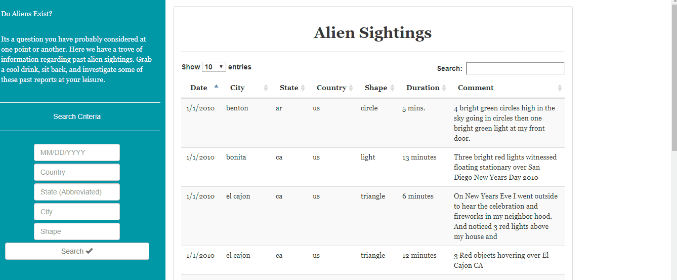 Do Aliens Exist?
Its a question you have probably considered at
one point or another. Here we have a trove of
information regarding past alien sightings. Grab
a cool drink, sit back, and investigate some of
these past reports at your leisure.
Search Criteria
MM/DD/YYYY
Country
State (Abbreviated)
City
Shape
Search
Alien Sightings
Show 10 entries
Search:
Date City State Country Shape Duration Comment
1/1/2010 benton ar us circle 5 mins. 4 bright green circles high in the
sky going in circles then one
bright green light at my front
door.
1/1/2010 bonita ca us light 13 minutes Three bright red lights witnessed
floating stationary over San
Diego New Years Day 2010
1/1/2010 el cajon ca us triangle 6 minutes On New Years Eve I went outside
to hear the celebration and
fireworks in my neighbor hood.
And noticed 3 red lights above
my house and
1/1/2010 el cajon ca us triangle 12 minutes 3 Red objects hovering over El
Cajon CA